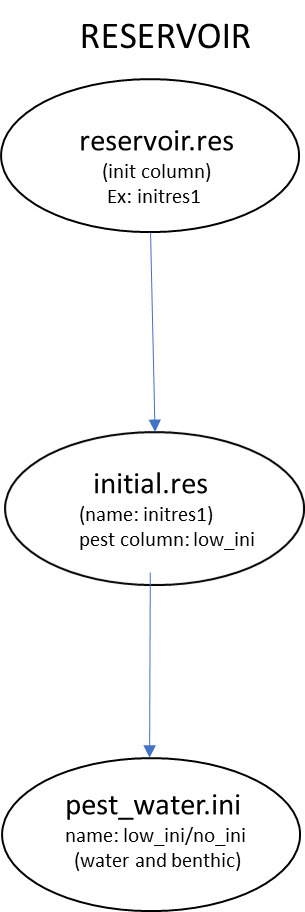 RESERVOIR
reservoir.res
(init column)
Ex: initres1
initial.res
(name: initres1)
pest column: low_ini
pest_water.ini
name: low_ini/no_ini
(water and benthic)